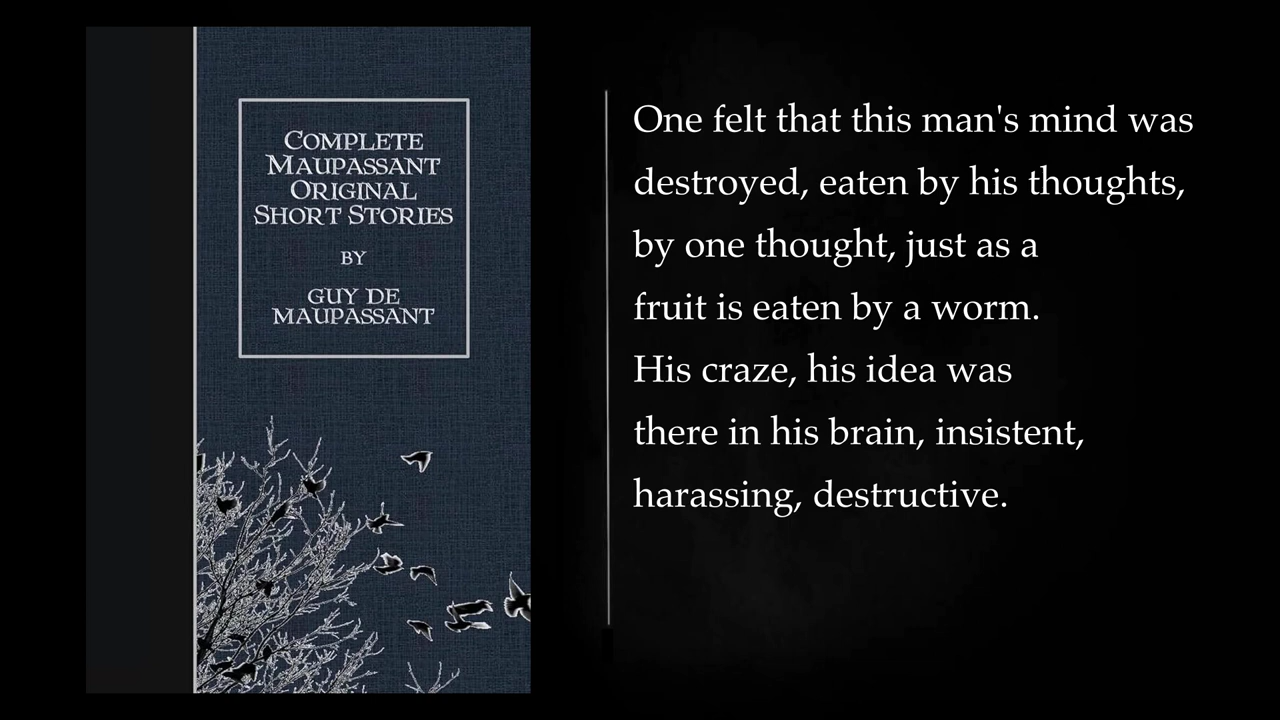 COMPLETE
MAUPASSANT
ORIGINAL
SHORT STORIES
BY
GUY DE
MAUPASSANT
One felt that this man's mind was
destroyed, eaten by his thoughts,
by one thought, just as a
fruit is eaten by a worm.
His craze, his idea was
there in his brain, insistent,
harassing, destructive.